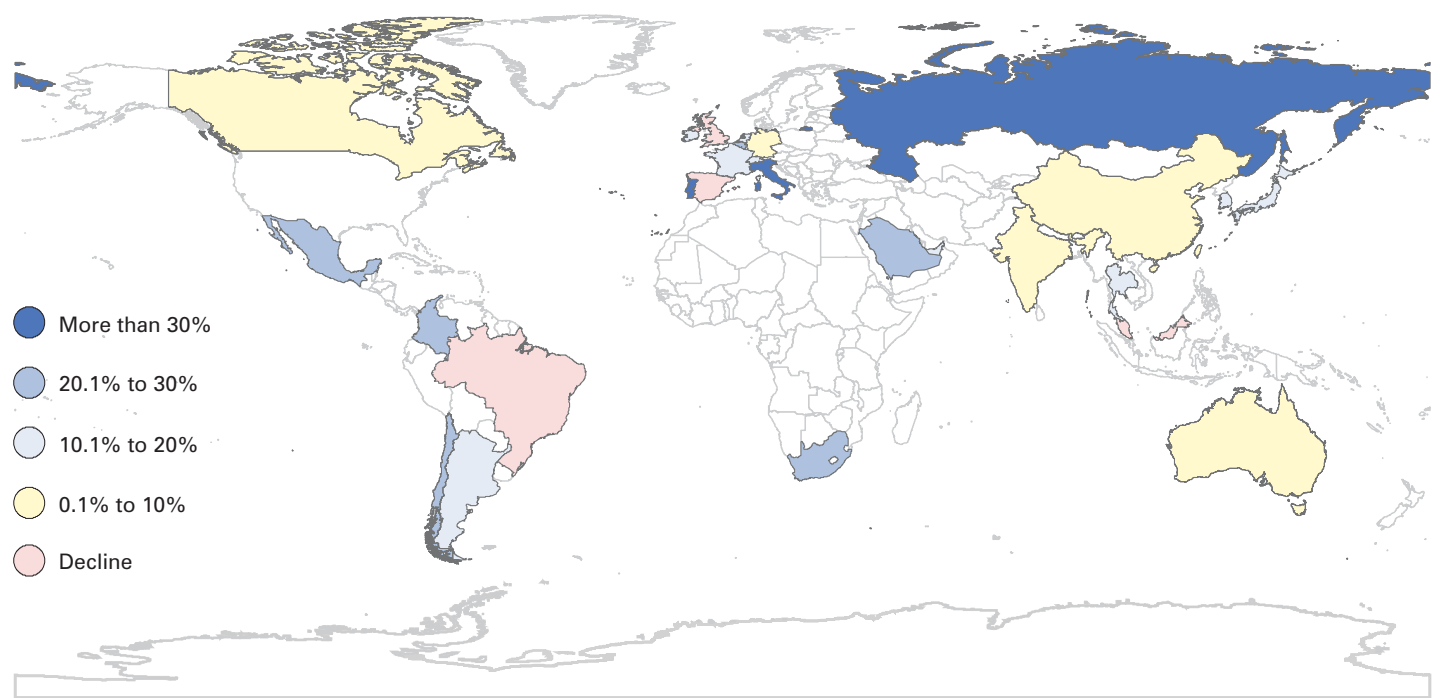 More than 30%
20.1% to 30%
10.1% to 20%
0.1% to 10%
Decline